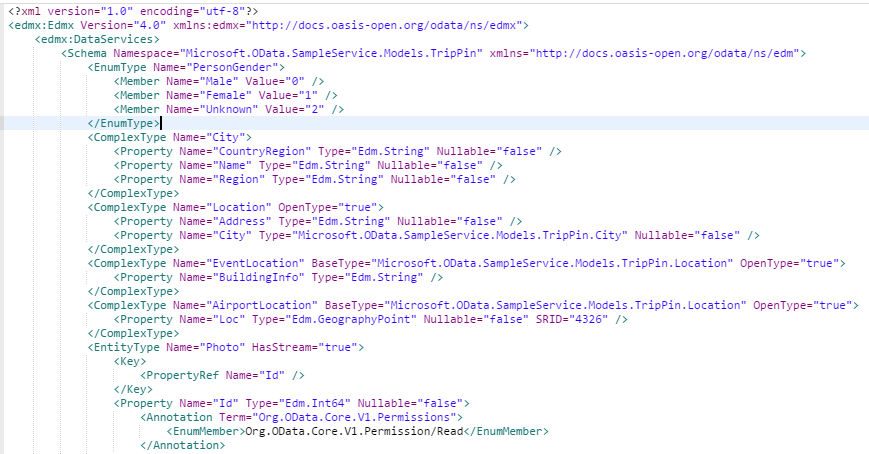 <?xml version="1.0" encoding="utf-8"?>
<edmx:Edmx Version="4.0" xmlns:edmx="http://docs.oasis-open.org/odata/ns/edmx">
<edmx:DataServices>
<Schema Namespace="Microsoft.OData.SampleService.Models.TripPin" xmlns="http://docs.oasis-open.org/odata/ns/edm">
<EnumType Name="PersonGender">
<Member Name="Male" Value="0" />
<Member Name="Female" Value="1" />
<Member Name="Unknown" Value="2" />
</EnumType>
<ComplexType Name="City">
<Property Name="CountryRegion" Type="Edm.String" Nullable="false" />
<Property Name="Name" Type="Edm.String" Nullable="false" />
<Property Name="Region" Type="Edm.String" Nullable="false" />
</ComplexType>
<ComplexType Name="Location" OpenType="true">
<Property Name="Address" Type="Edm.String" Nullable="false" />
<Property Name="City" Type="Microsoft.OData.SampleService.Models.TripPin.City" Nullable="false" />
</ComplexType>
<ComplexType Name="EventLocation" BaseType="Microsoft.OData.SampleService.Models.TripPin.Location" OpenType="true">
<Property Name="BuildingInfo" Type="Edm.String" />
</ComplexType>
<ComplexType Name="AirportLocation" BaseType="Microsoft.OData.SampleService.Models.TripPin.Location" OpenType="true">
<Property Name="Loc" Type="Edm.GeographyPoint" Nullable="false" SRID="4326" />
</ComplexType>
<EntityType Name="Photo" HasStream="true">
<Key>
<PropertyRef Name="Id" />
</Key>
<Property Name="Id" Type="Edm.Int64" Nullable="false">
<Annotation Term="Org.OData.Core.V1.Permissions">
<EnumMember>Org.OData.Core.V1.Permission/Read</EnumMember>
</Annotation>